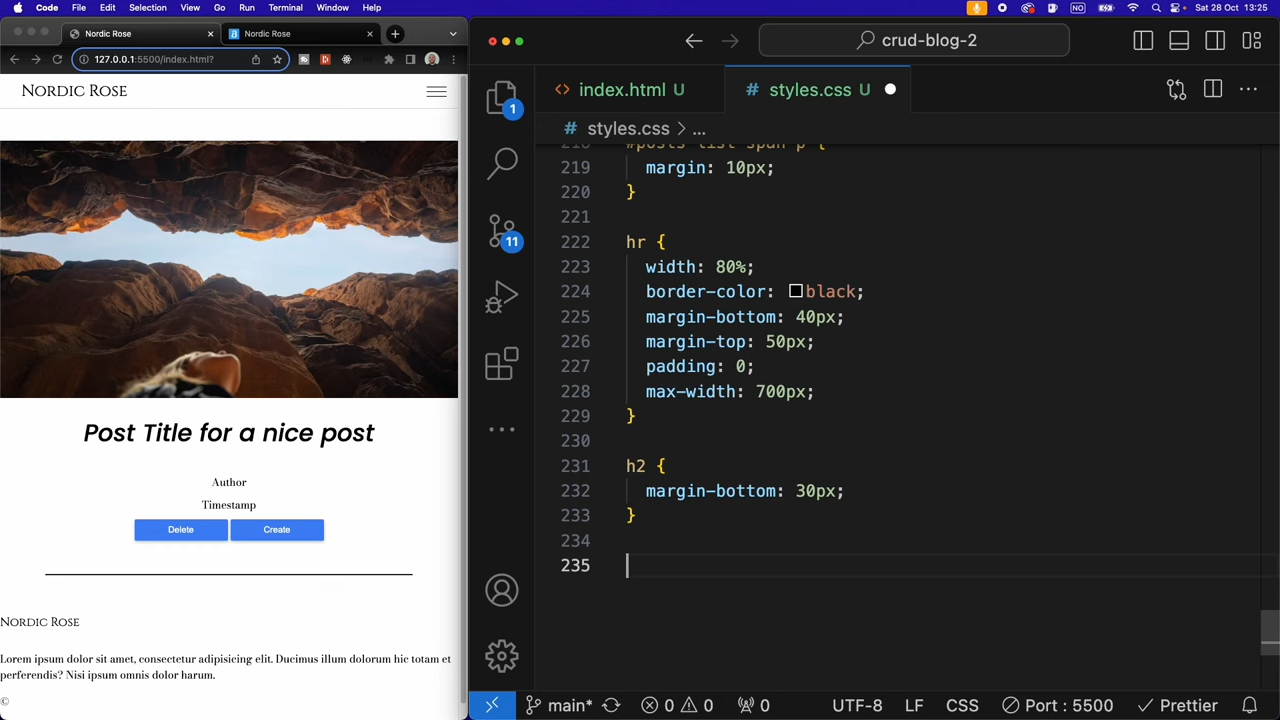 Code File Edit Selection View Go Run Terminal Window Help
NO Sat 28 Oct 13:25
Nordic Rose
Nordic Rose
127.0.0.1:5500/index.html?
NORDIC ROSE
Post Title for a nice post
Author
Timestamp
Delete Create
NORDIC ROSE
Lorem ipsum dolor sit amet, consectetur adipisicing elit. Ducimus illum dolorum hic totam et
perferendis? Nisi ipsum omnis dolor harum.
©
crud-blog-2
index.html U
# styles.css U
# styles.css > ...
1
11
218 #posts-list span p {
219 margin: 10px;
220 }
221
222 hr {
223 width: 80%;
224 border-color: black;
225 margin-bottom: 40px;
226 margin-top: 50px;
227 padding: 0;
228 max-width: 700px;
229 }
230
231 h2 {
232 margin-bottom: 30px;
233 }
234
235
main* 0 0 0 UTF-8 LF CSS Port : 5500 Prettier